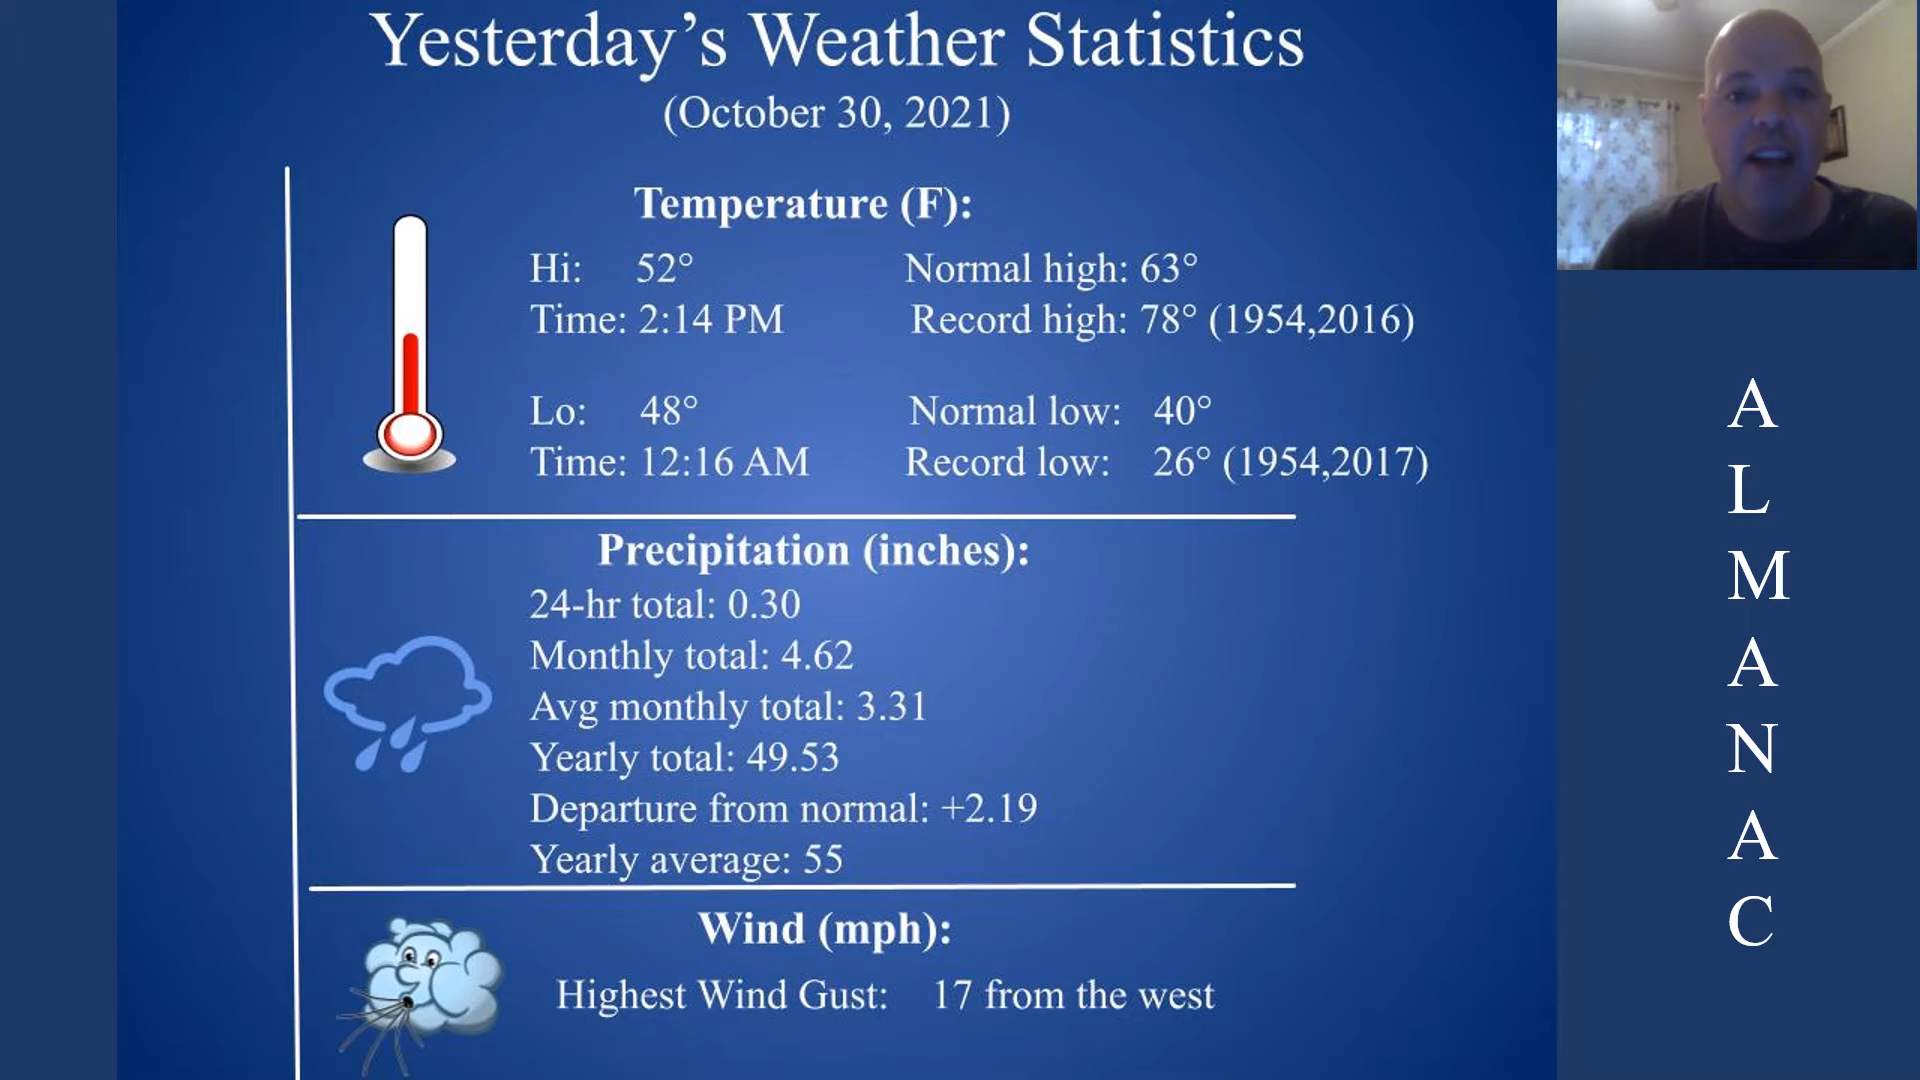 Yesterday’s Weather Statistics
(October 30, 2021)
Temperature (F):
Hi: 52° Normal high: 63°
Time: 2:14 PM Record high: 78° (1954,2016)
Lo: 48° Normal low: 40°
Time: 12:16 AM Record low: 26° (1954,2017)
Precipitation (inches):
24-hr total: 0.30
Monthly total: 4.62
Avg monthly total: 3.31
Yearly total: 49.53
Departure from normal: +2.19
Yearly average: 55
Wind (mph):
Highest Wind Gust: 17 from the west
A
L
M
A
N
A
C